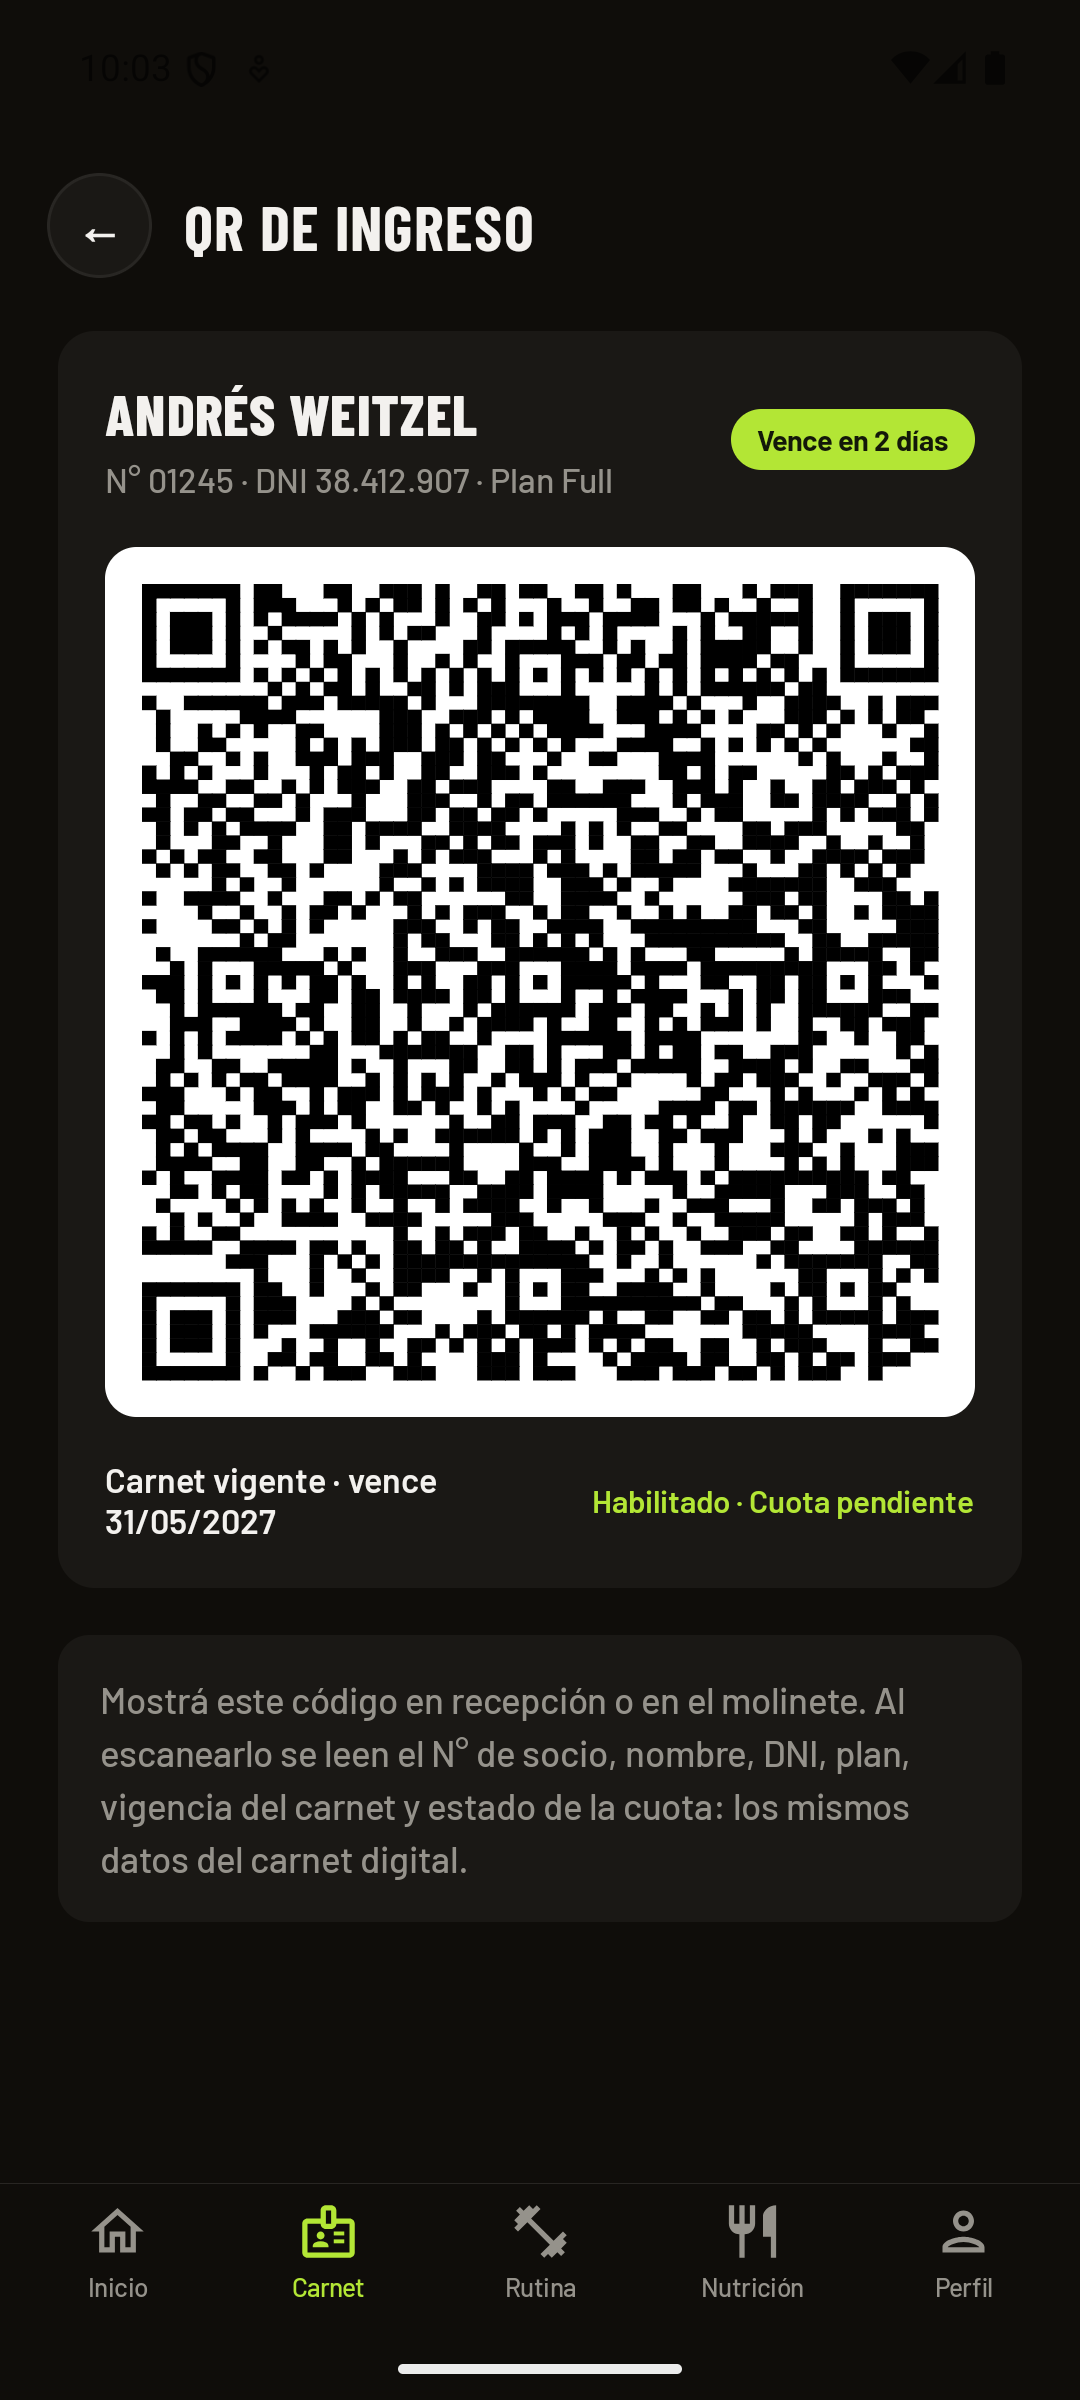 10:03
QR DE INGRESO
ANDRÉS WEITZEL
N° 01245 · DNI 38.412.907 · Plan Full
Vence en 2 días
Carnet vigente · vence
31/05/2027
Habilitado · Cuota pendiente
Mostrá este código en recepción o en el molinete. Al
escanearlo se leen el N° de socio, nombre, DNI, plan,
vigencia del carnet y estado de la cuota: los mismos
datos del carnet digital.
Inicio
Carnet
Rutina
Nutrición
Perfil